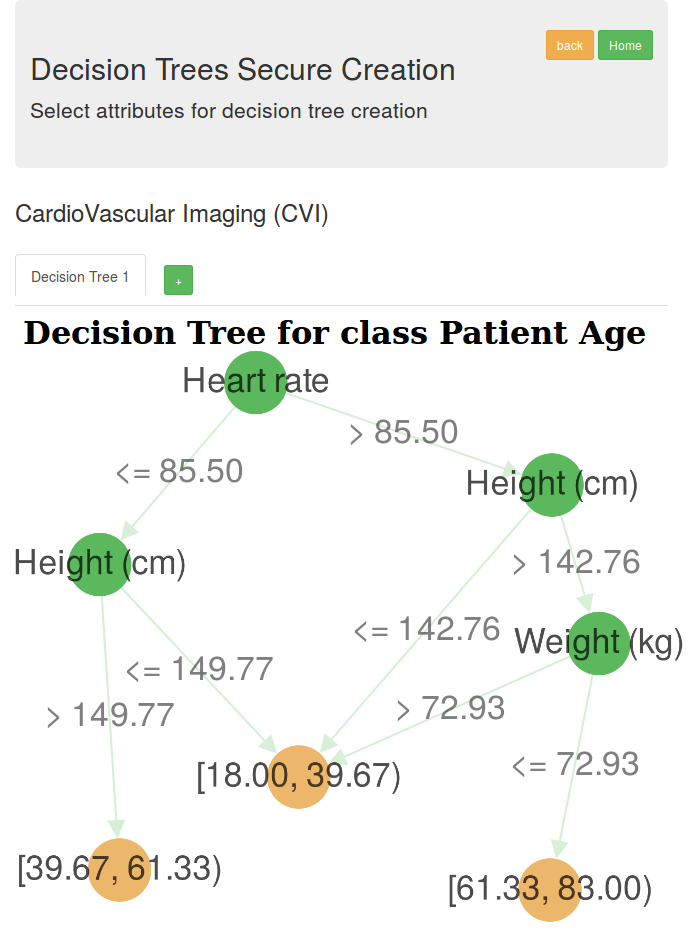 back
Home
Decision Trees Secure Creation
Select attributes for decision tree creation
CardioVascular Imaging (CVI)
Decision Tree 1
+
Decision Tree for class Patient Age
Heart rate
> 85.50
<= 85.50
Height (cm)
Height (cm)
> 142.76
<= 142.76
Weight (kg)
<= 149.77
> 149.77
> 72.93
<= 72.93
[18.00, 39.67)
[39.67, 61.33)
[61.33, 83.00)